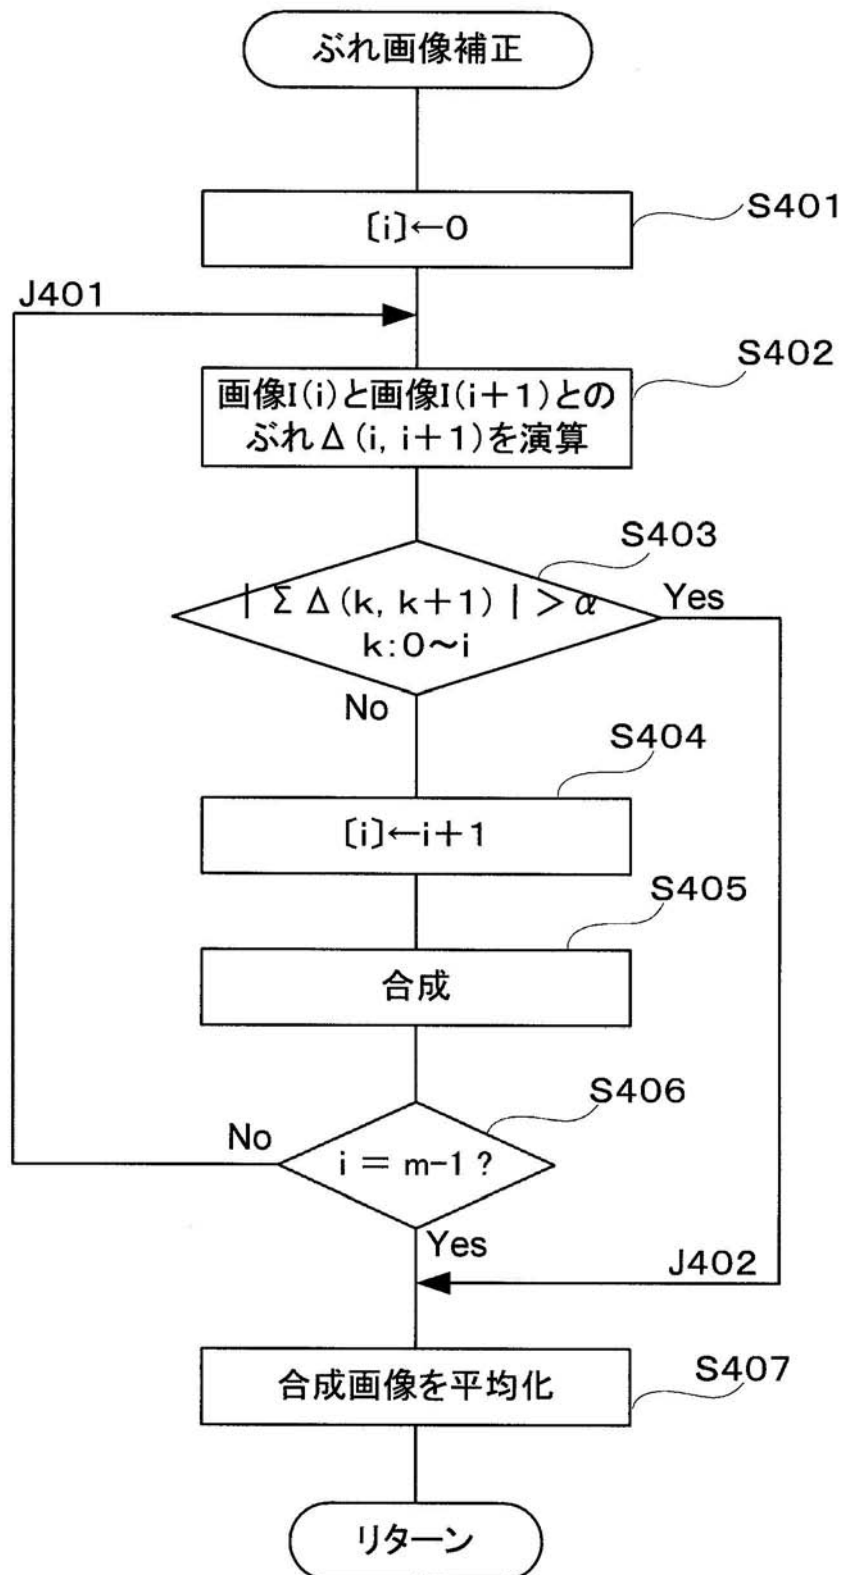 ぶれ画像補正
S401
〔i〕←0
J401
S402
画像I(i)と画像I(i+1)との
ぶれΔ(i, i+1)を演算
S403
| Σ Δ(k, k+1) | > α
k:0~i
Yes
No
S404
〔i〕←i+1
S405
合成
S406
No
i = m-1 ?
Yes
J402
S407
合成画像を平均化
リターン